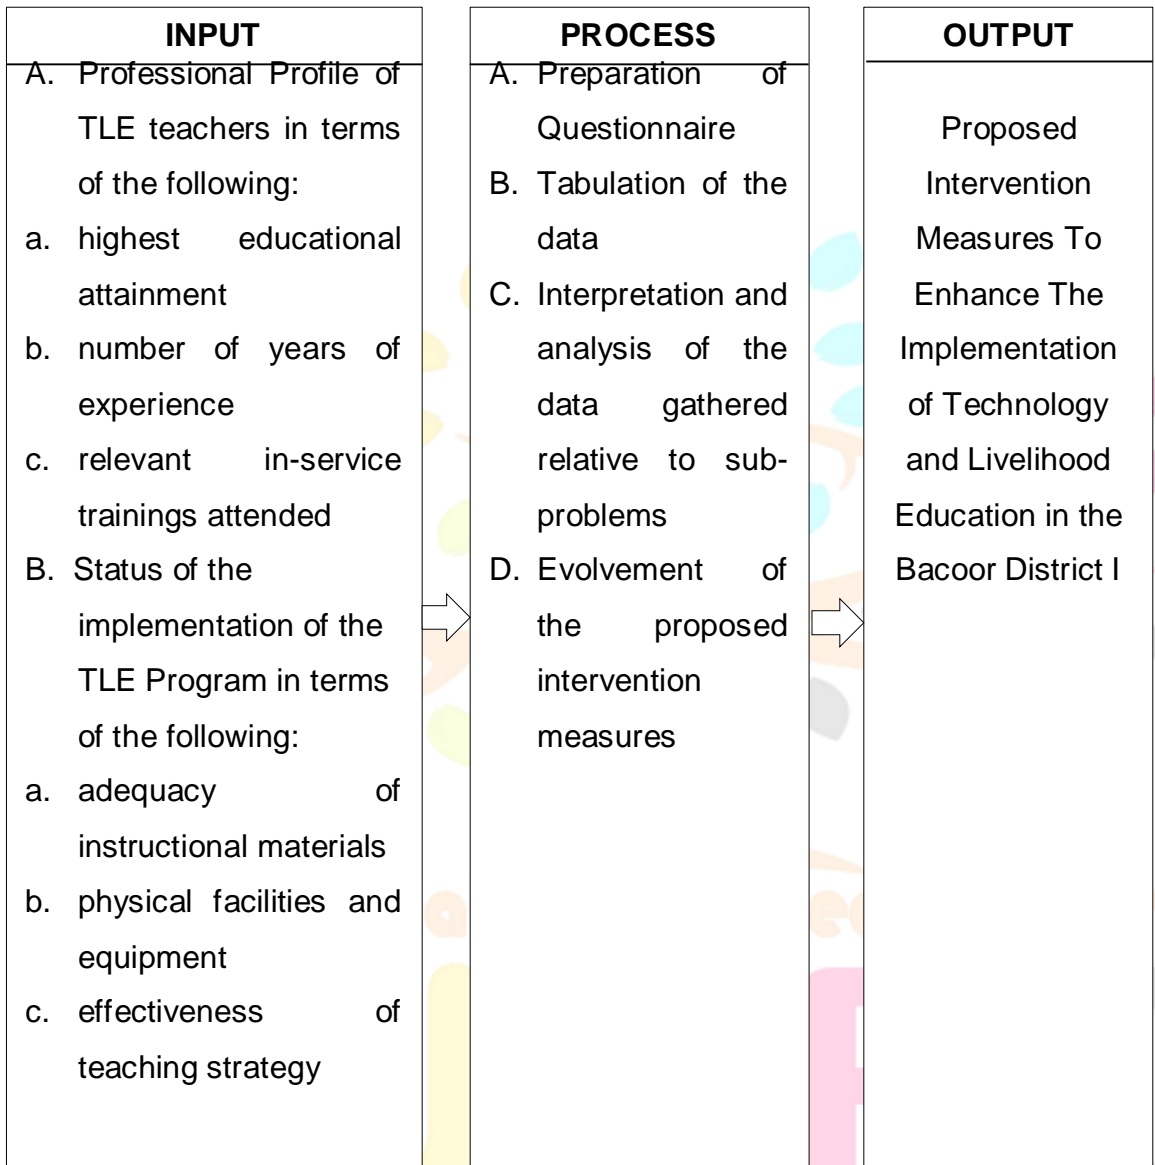 INPUT
A. Professional Profile of
TLE teachers in terms
of the following:
a. highest educational
attainment
b. number of years of
experience
c. relevant in-service
trainings attended
B. Status of the
implementation of the
TLE Program in terms
of the following:
a. adequacy of
instructional materials
b. physical facilities and
equipment
c. effectiveness of
teaching strategy
PROCESS
A. Preparation of
Questionnaire
B. Tabulation of the
data
C. Interpretation and
analysis of the
data gathered
relative to sub-
problems
D. Evolvement of
the proposed
intervention
measures
OUTPUT
Proposed
Intervention
Measures To
Enhance The
Implementation
of Technology
and Livelihood
Education in the
Bacoor District I